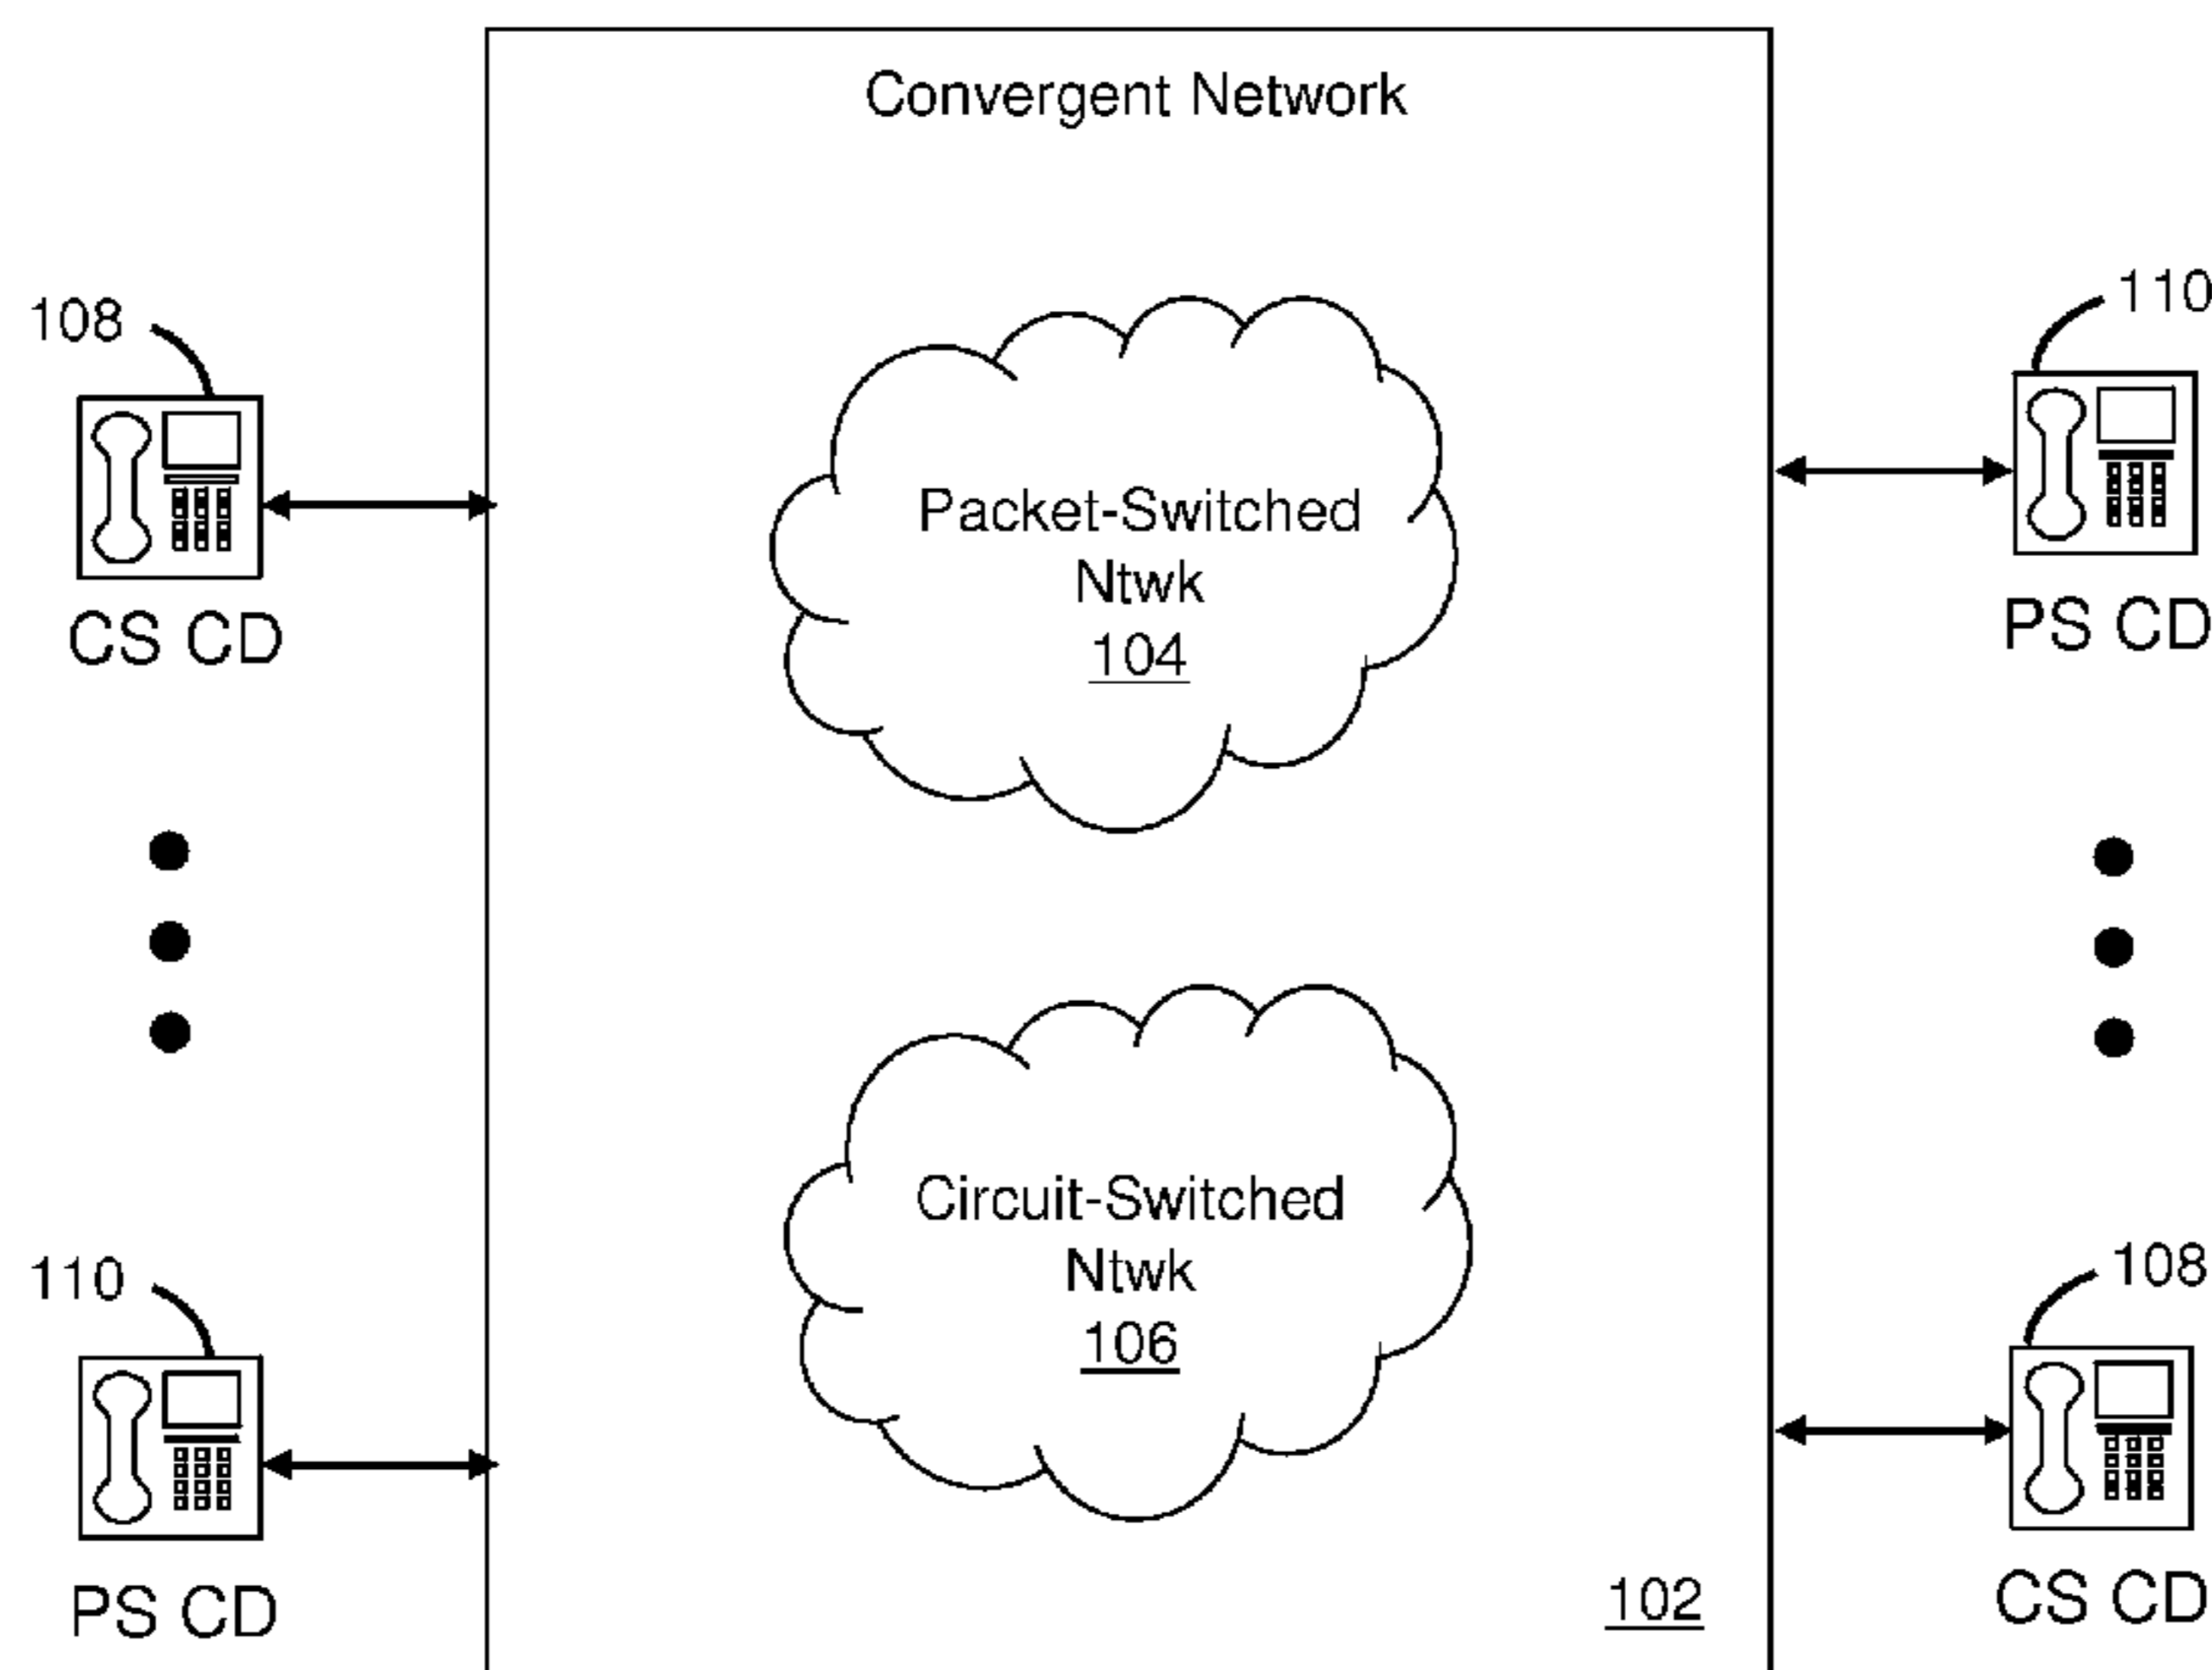 Convergent Network
108
CS CD
110
PS CD
Packet-Switched
Ntwk
104
Circuit-Switched
Ntwk
106
102
110
PS CD
108
CS CD